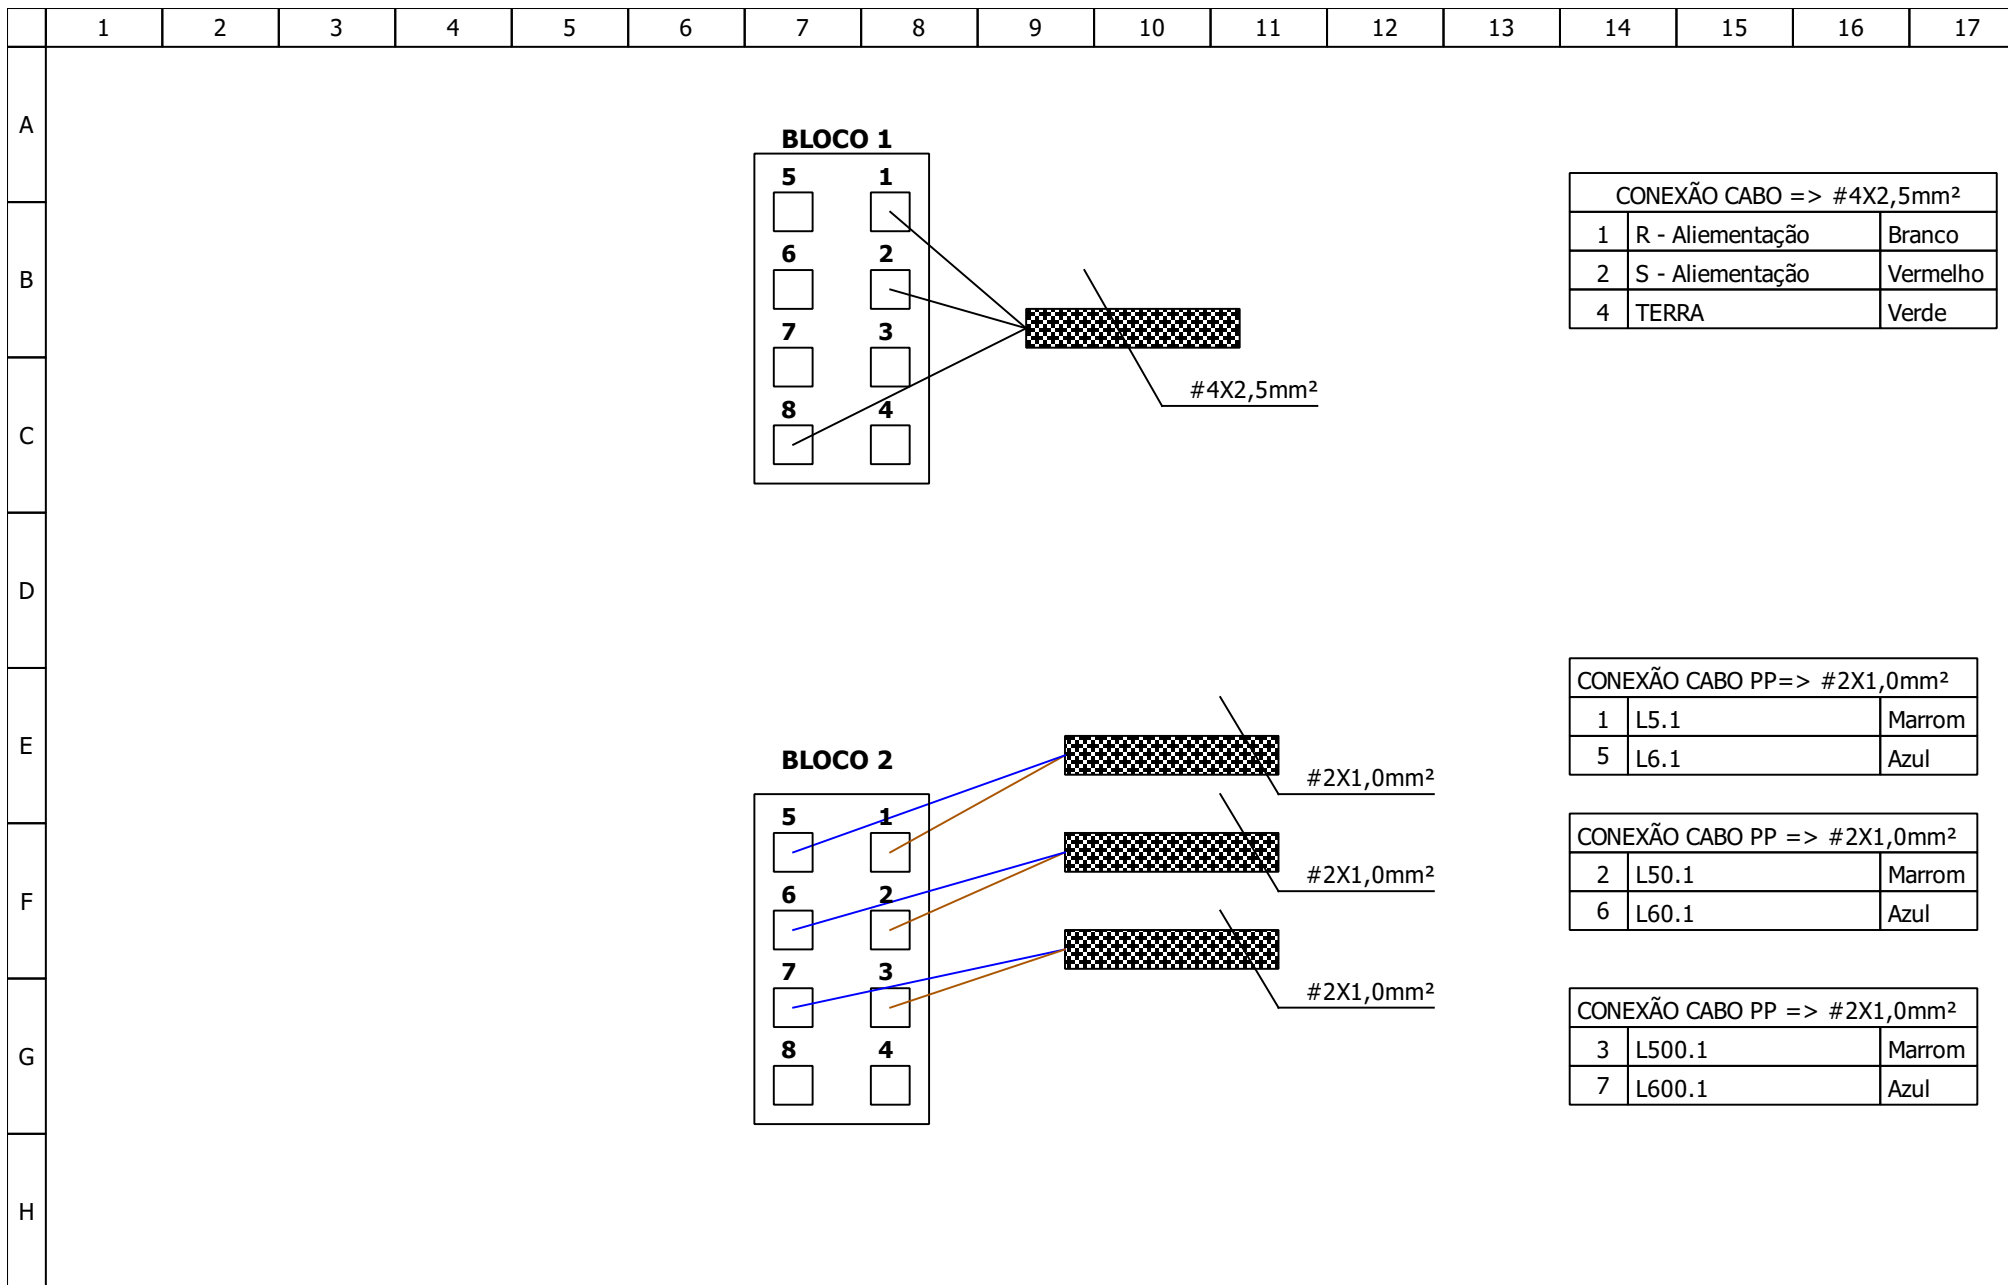 1 2 3 4 5 6 7 8 9 10 11 12 13 14 15 16 17
A
B
C
D
E
F
G
H
BLOCO 1
5 1
6 2
7 3
8 4
#4X2,5mm²
CONEXÃO CABO => #4X2,5mm²
1 R - Aliementação Branco
2 S - Aliementação Vermelho
4 TERRA Verde
BLOCO 2
5 1
6 2
7 3
8 4
#2X1,0mm²
#2X1,0mm²
#2X1,0mm²
CONEXÃO CABO PP=> #2X1,0mm²
1 L5.1 Marrom
5 L6.1 Azul
CONEXÃO CABO PP => #2X1,0mm²
2 L50.1 Marrom
6 L60.1 Azul
CONEXÃO CABO PP => #2X1,0mm²
3 L500.1 Marrom
7 L600.1 Azul